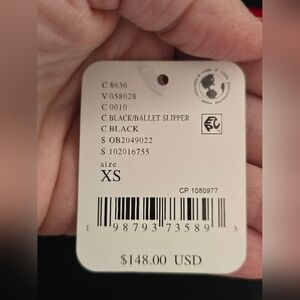 C 8636
V 058028
C 0010
C BLACK/BALLET SLIPPER
C BLACK
S OB2049022
S 102016755
size
XS
CP 1080977
1 98793 73589 3
$148.00 USD